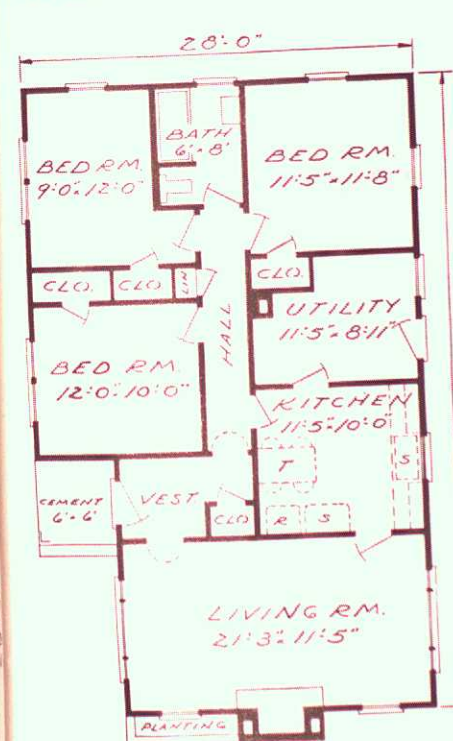 28'-0"
BATH
6'x8'
BED RM.
9'-0"x12'-0"
BED RM.
11'-5"x11'-8"
CLO.
CLO.
LIN
CLO.
HALL
UTILITY
11'-5"x8'-11"
BED RM.
12'-0"x10'-0"
KITCHEN
11'-5"x10'-0"
T
S
CEMENT
6'x6'
VEST
CLO
R
S
LIVING RM.
21'-3"x11'-5"
PLANTING